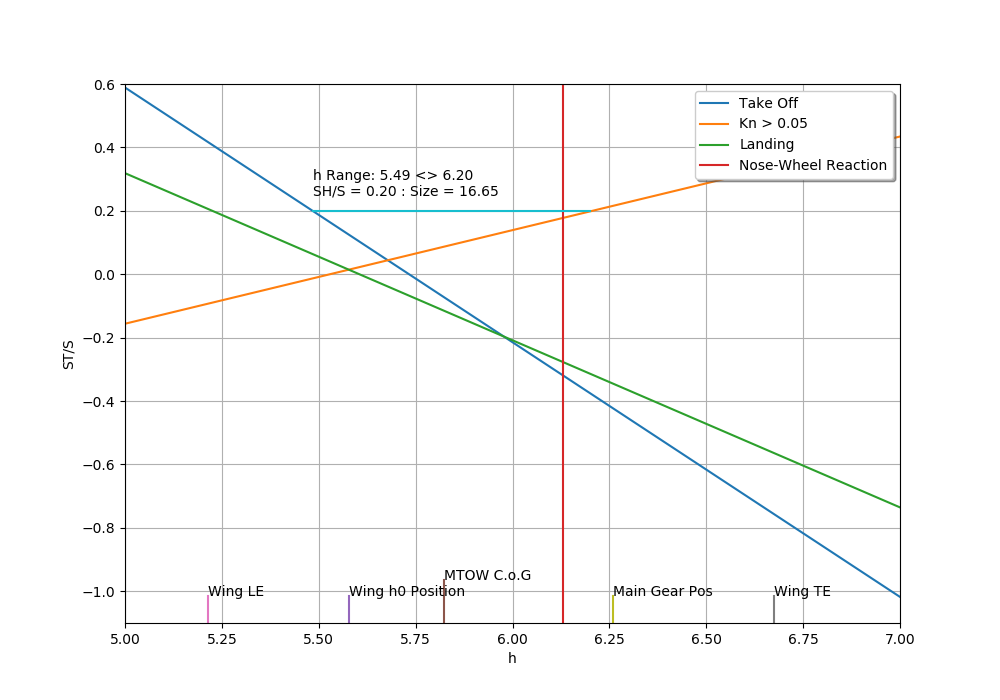 0.6
0.4
0.2
0.0
−0.2
−0.4
−0.6
−0.8
−1.0
ST/S
Take Off
Kn > 0.05
Landing
Nose-Wheel Reaction
h Range: 5.49 <> 6.20
SH/S = 0.20 : Size = 16.65
MTOW C.o.G
Wing LE
Wing h0 Position
Main Gear Pos
Wing TE
5.00 5.25 5.50 5.75 6.00 6.25 6.50 6.75 7.00
h